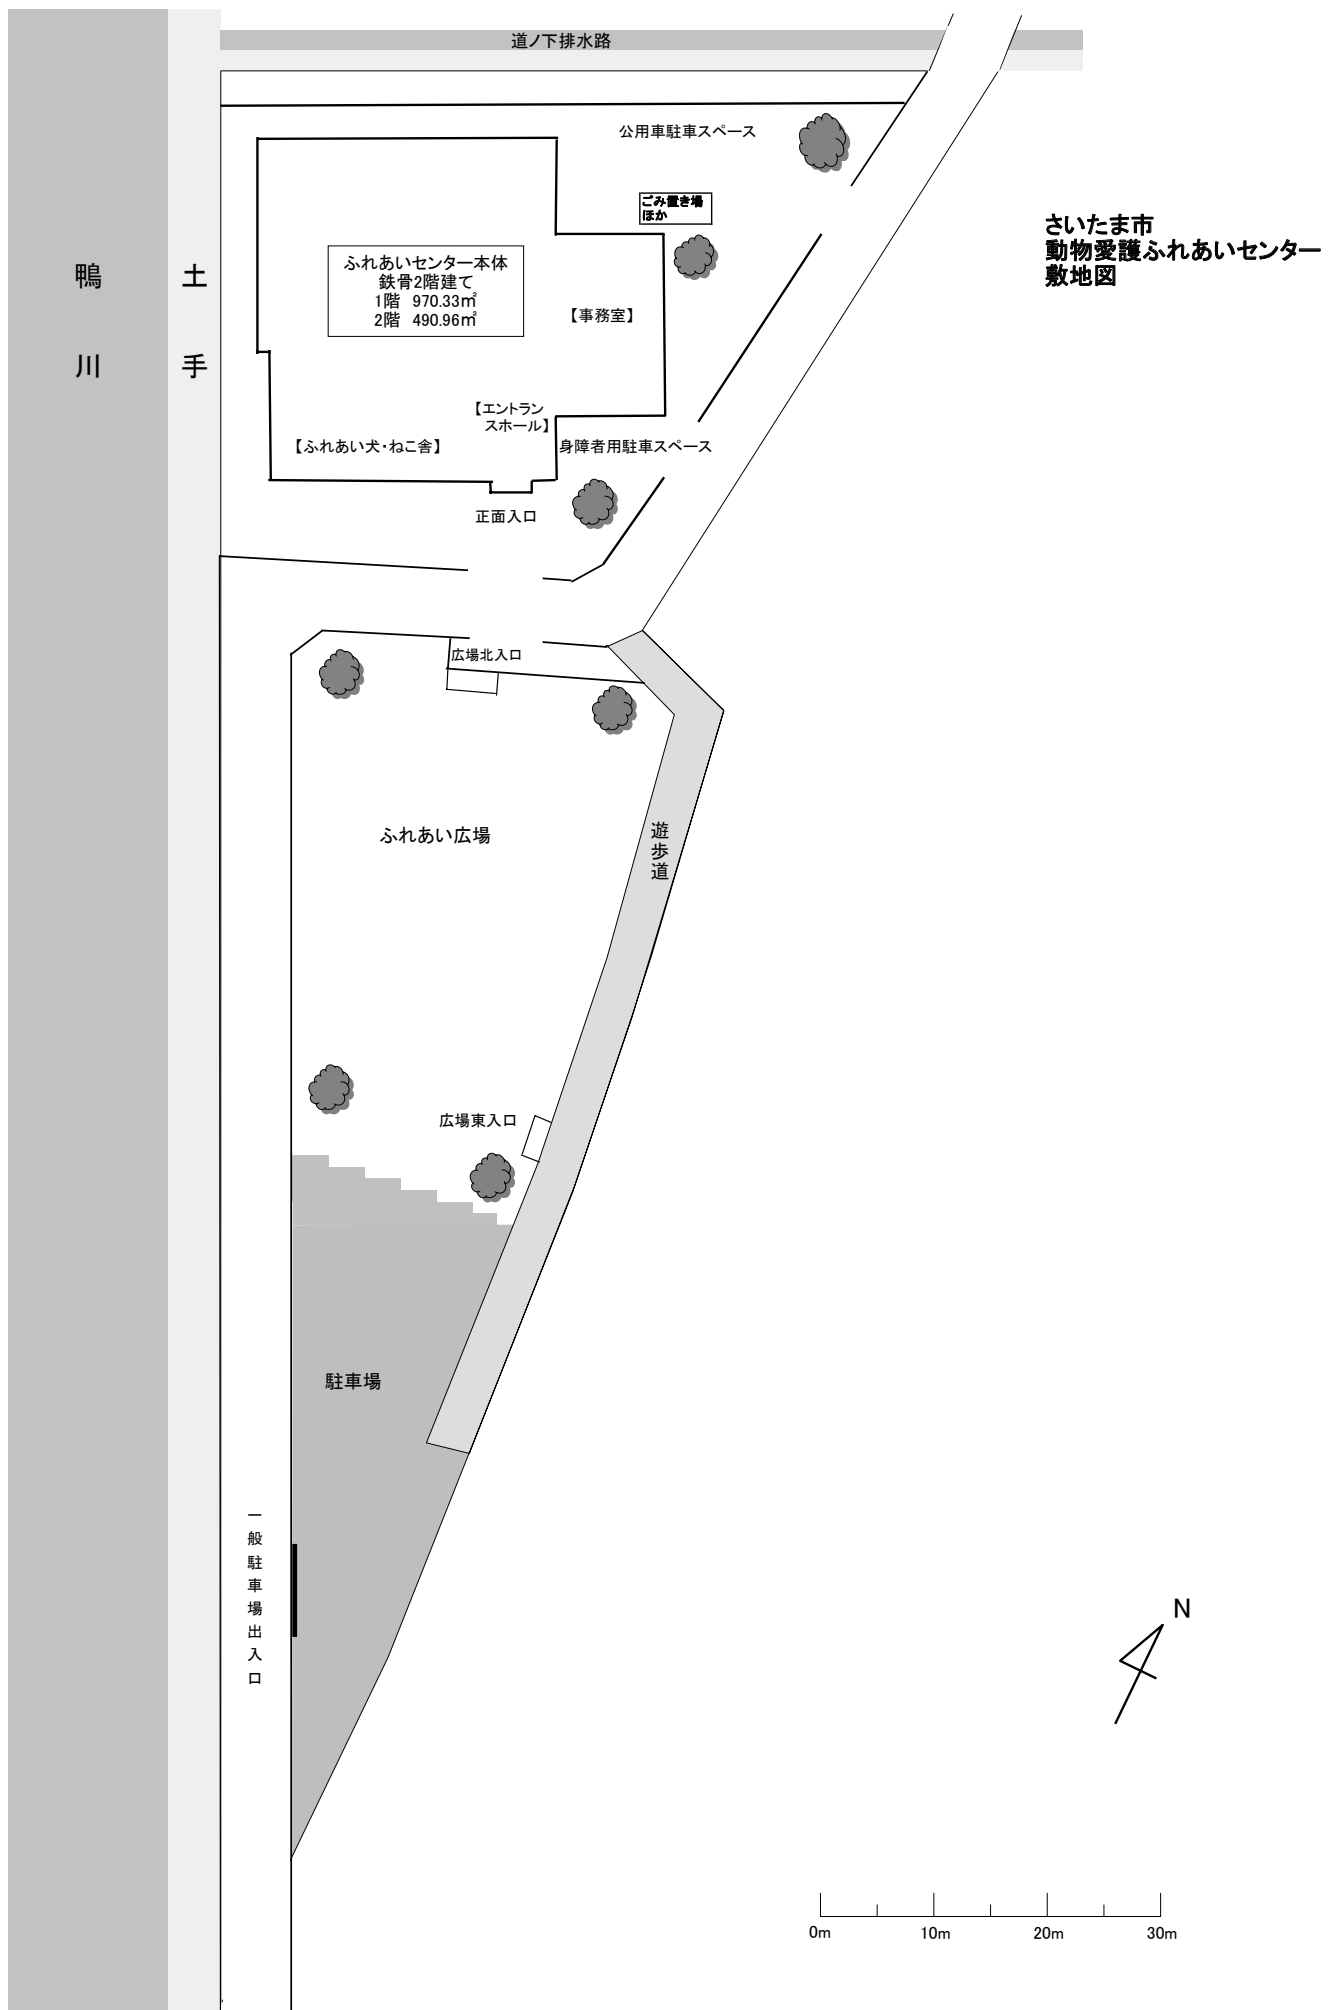 道ノ下排水路
公用車駐車スペース
ごみ置き場
ほか
さいたま市
動物愛護ふれあいセンター
敷地図
鴨川
土手
ふれあいセンター本体
鉄骨2階建て
1階 970.33㎡
2階 490.96㎡
【事務室】
【エントラン
スホール】
【ふれあい犬・ねこ舎】
身障者用駐車スペース
正面入口
広場北入口
ふれあい広場
遊歩道
広場東入口
駐車場
一般駐車場出入口
N
0m 10m 20m 30m